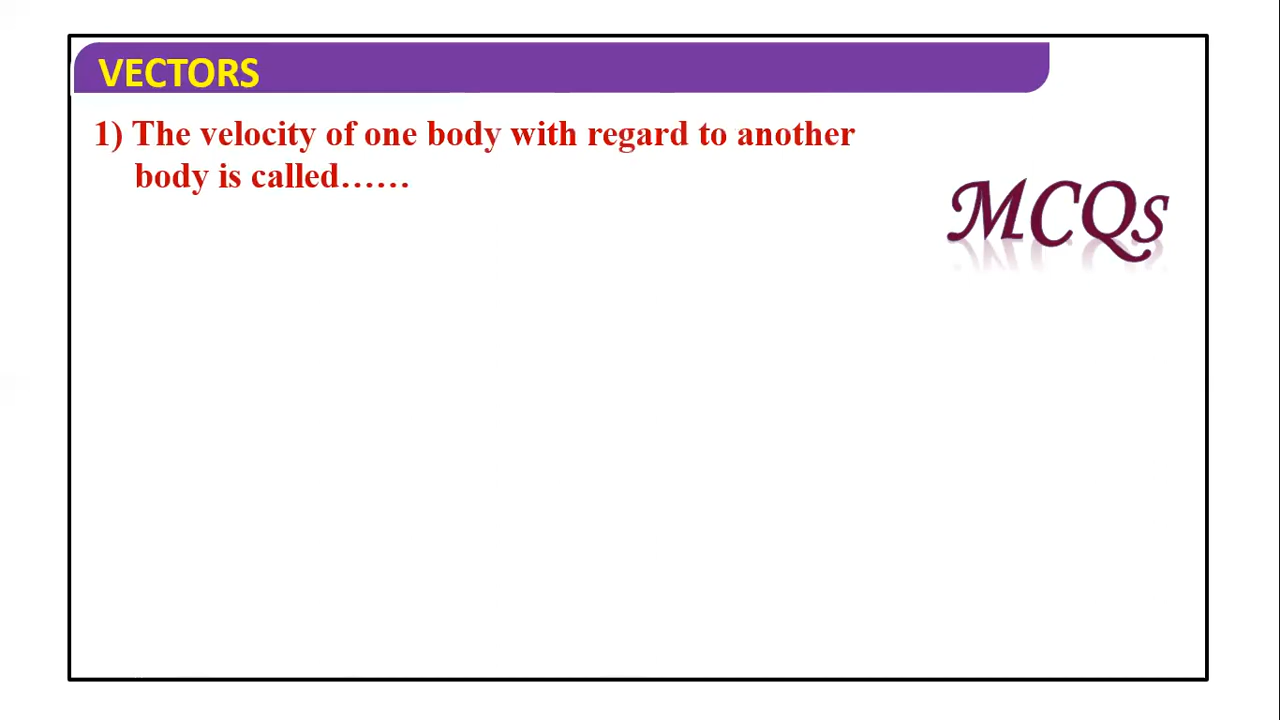 VECTORS
1) The velocity of one body with regard to another
body is called……
MCQs